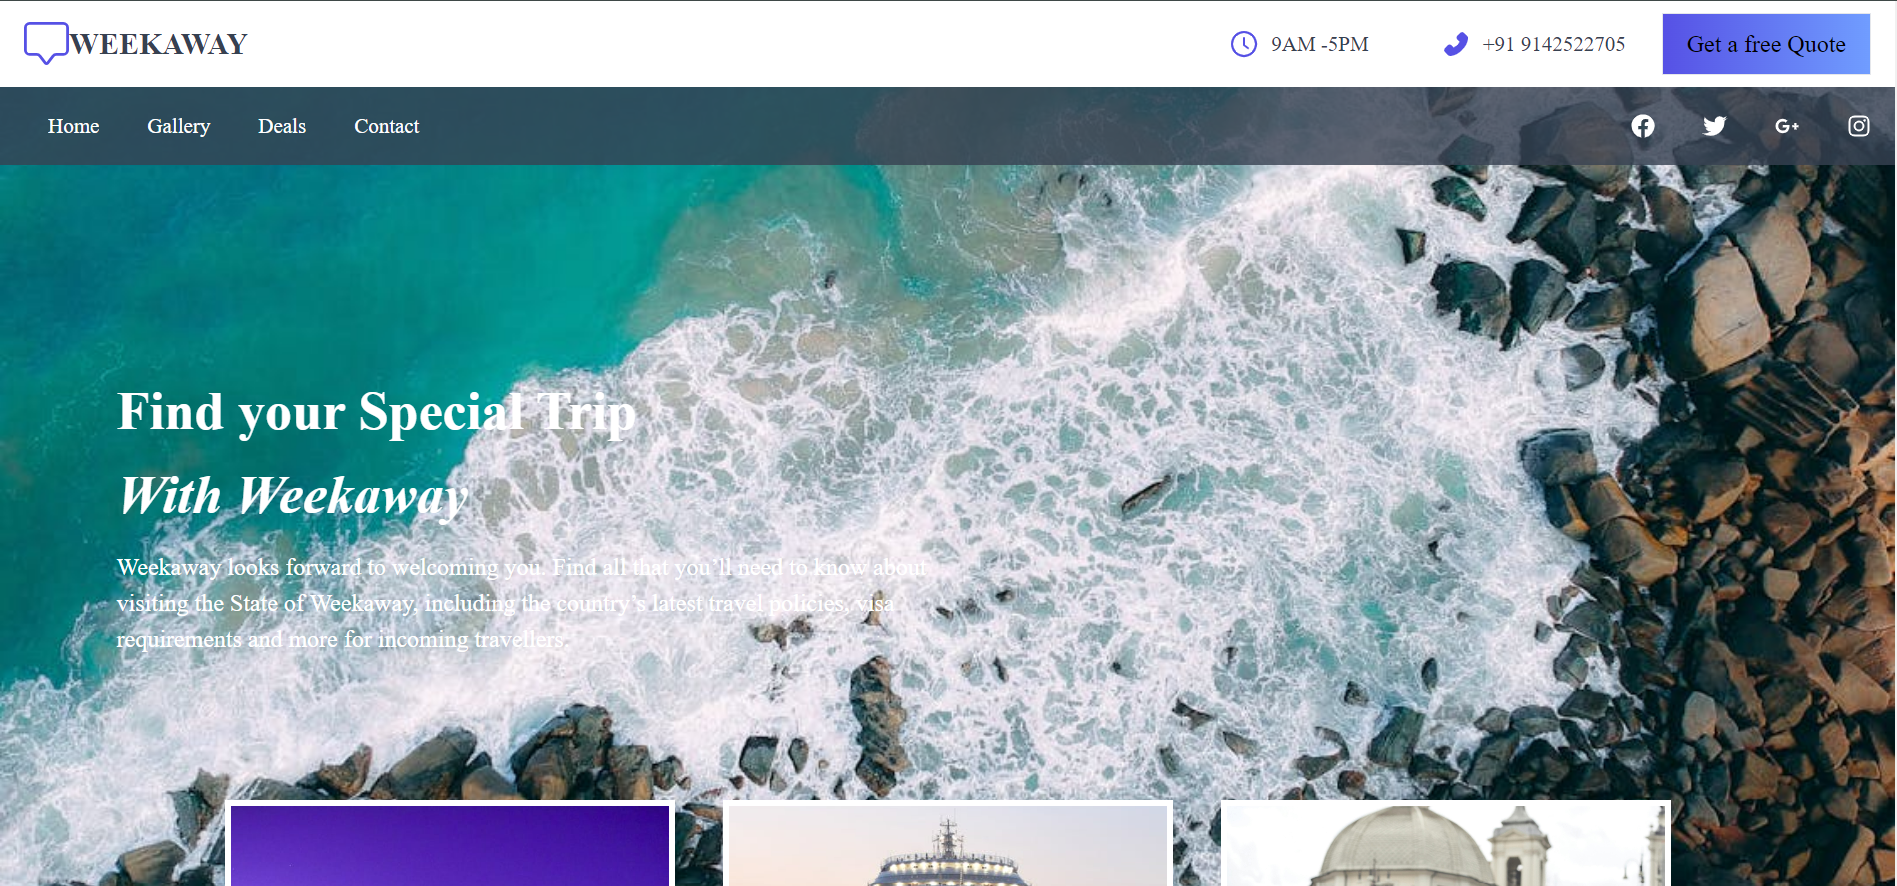 WEEKAWAY
9AM -5PM
+91 9142522705
Get a free Quote
Home
Gallery
Deals
Contact
Find your Special Trip
With Weekaway
Weekaway looks forward to welcoming you. Find all that you'll need to know about
visiting the State of Weekaway, including the country's latest travel policies, visa
requirements and more for incoming travellers.